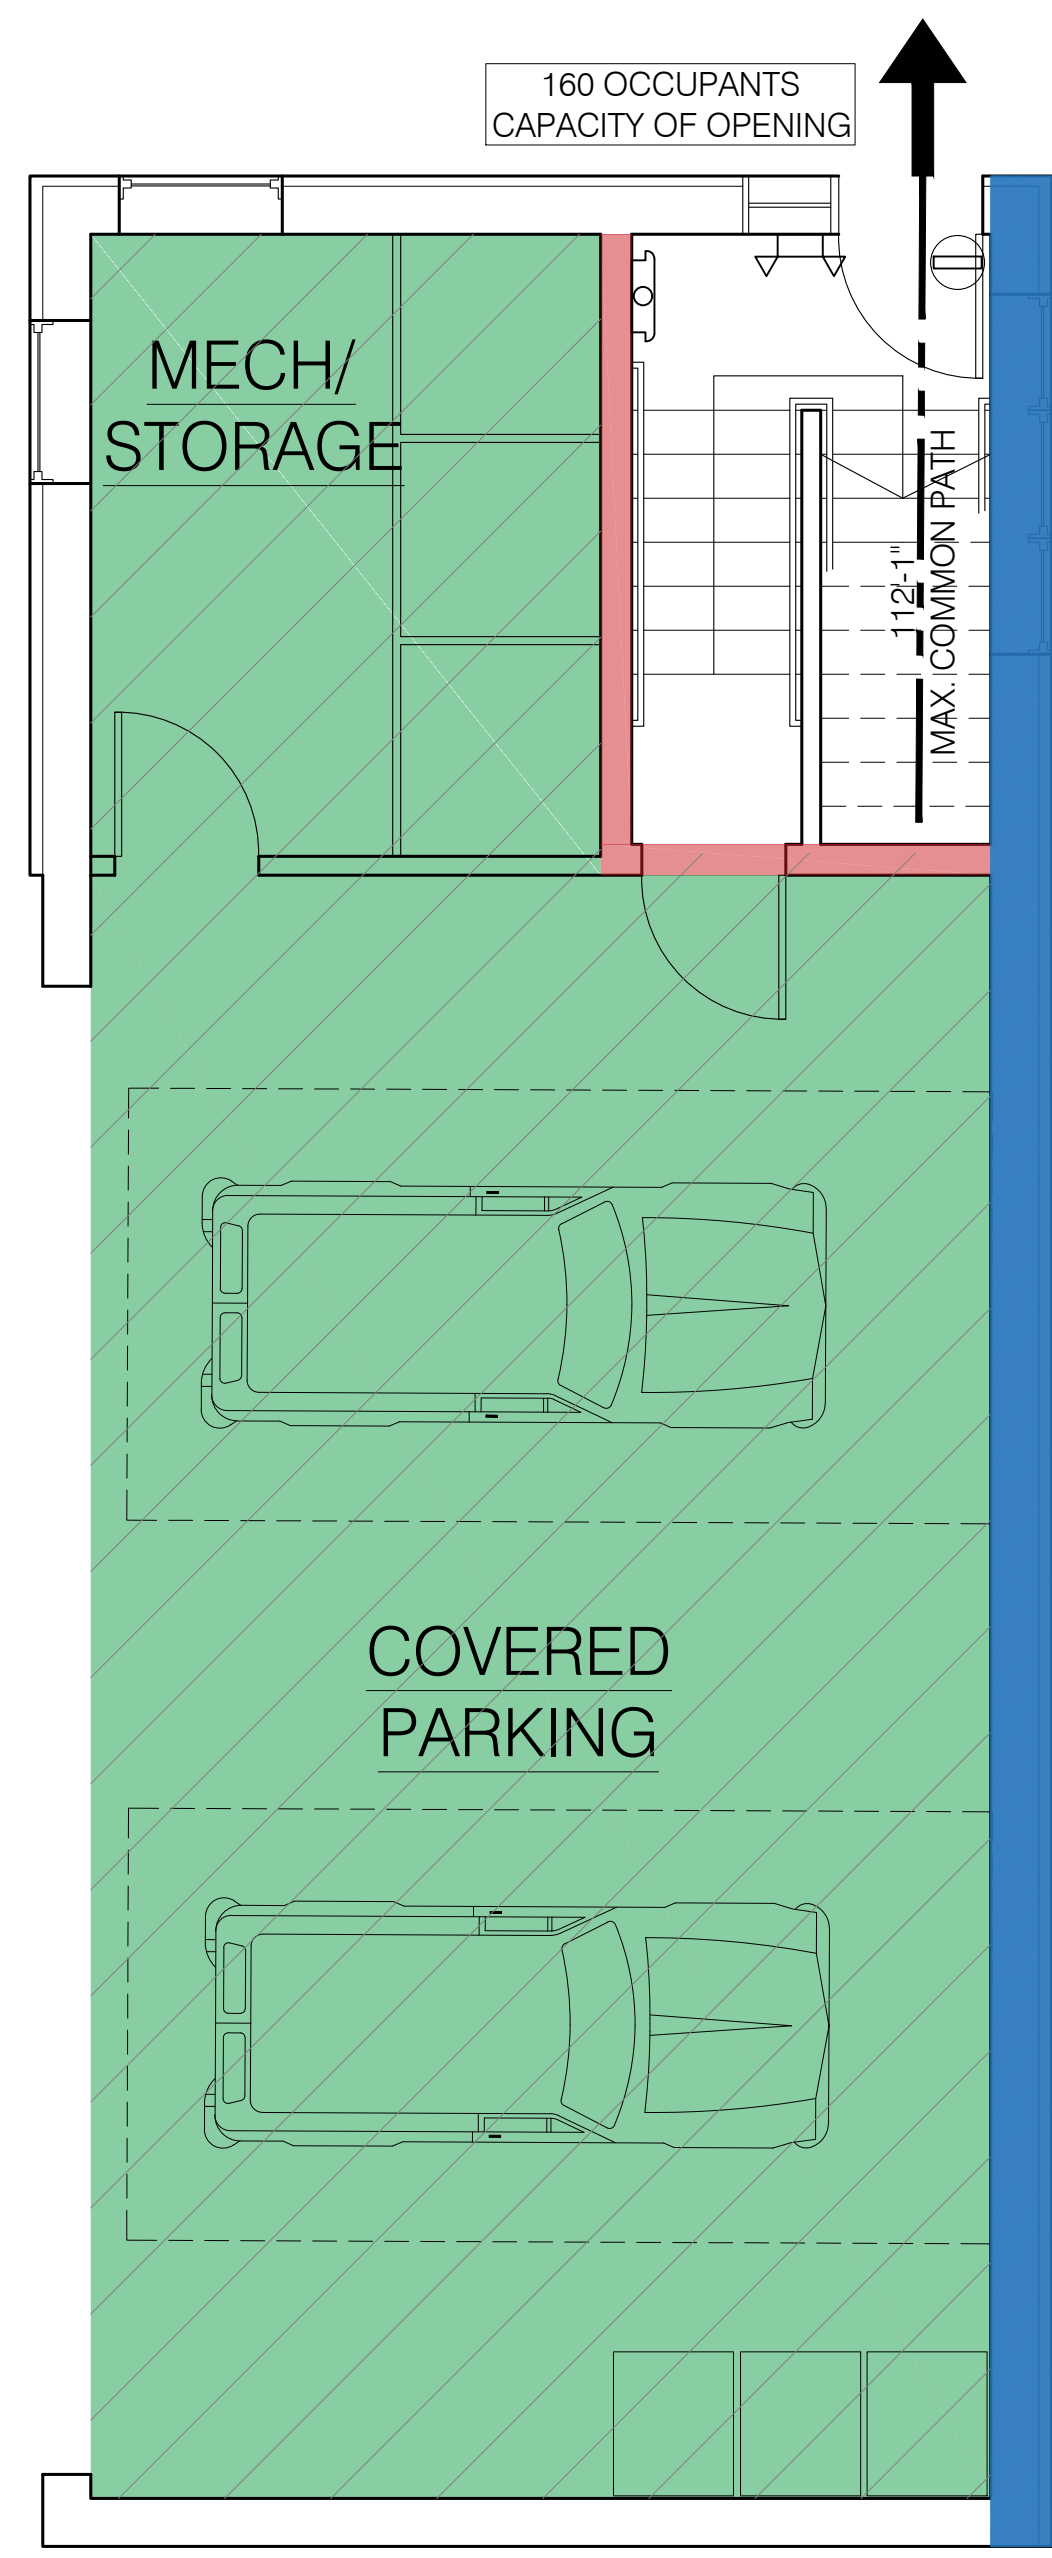 160 OCCUPANTS
CAPACITY OF OPENING
MECH/
STORAGE
112'-1"
MAX. COMMON PATH
COVERED
PARKING